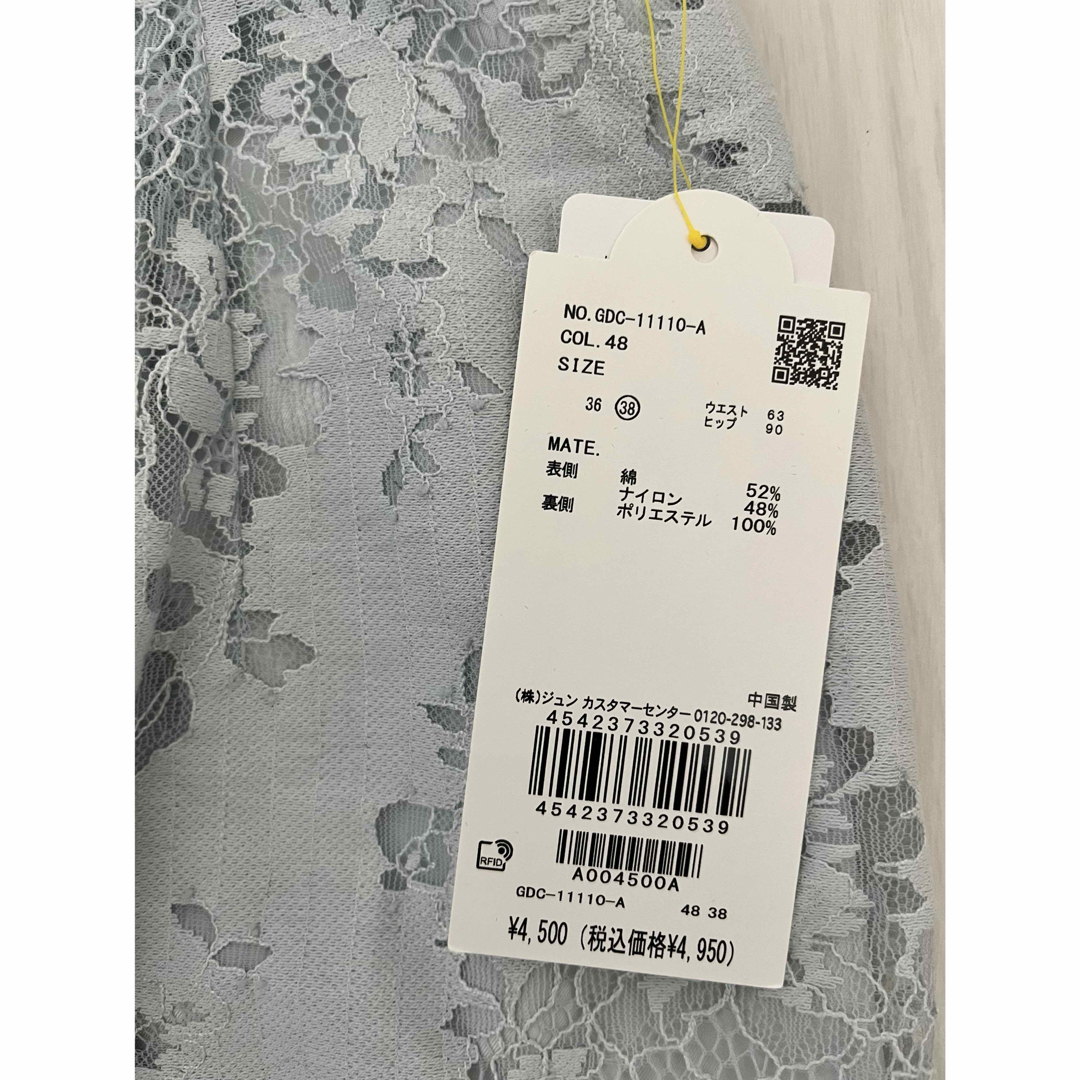 NO. GDC-11110-A
COL. 48
SIZE
36 38
ウエスト 63
ヒップ 90
MATE.
表側 綿 52%
ナイロン 48%
裏側 ポリエステル 100%
中国製
(株)ジュン カスタマーセンター 0120-298-133
4542373320539
4542373320539
RFID
A004500A
GDC-11110-A 48 38
¥4,500 (税込価格¥4,950)